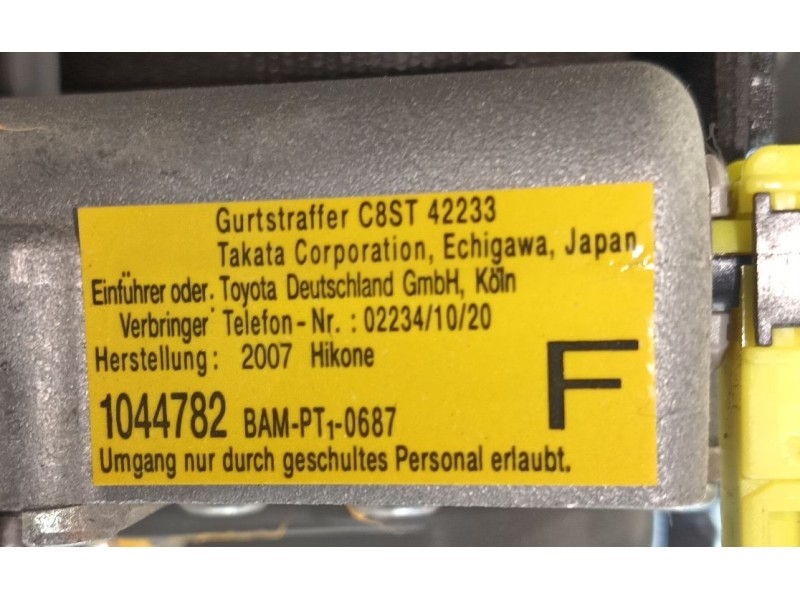 Gurtstraffer C8ST 42233
Takata Corporation, Echigawa, Japan
Einführer oder. Toyota Deutschland GmbH, Köln
Verbringer Telefon-Nr. : 02234/10/20
Herstellung: 2007 Hikone
F
1044782 BAM-PT1-0687
Umgang nur durch geschultes Personal erlaubt.